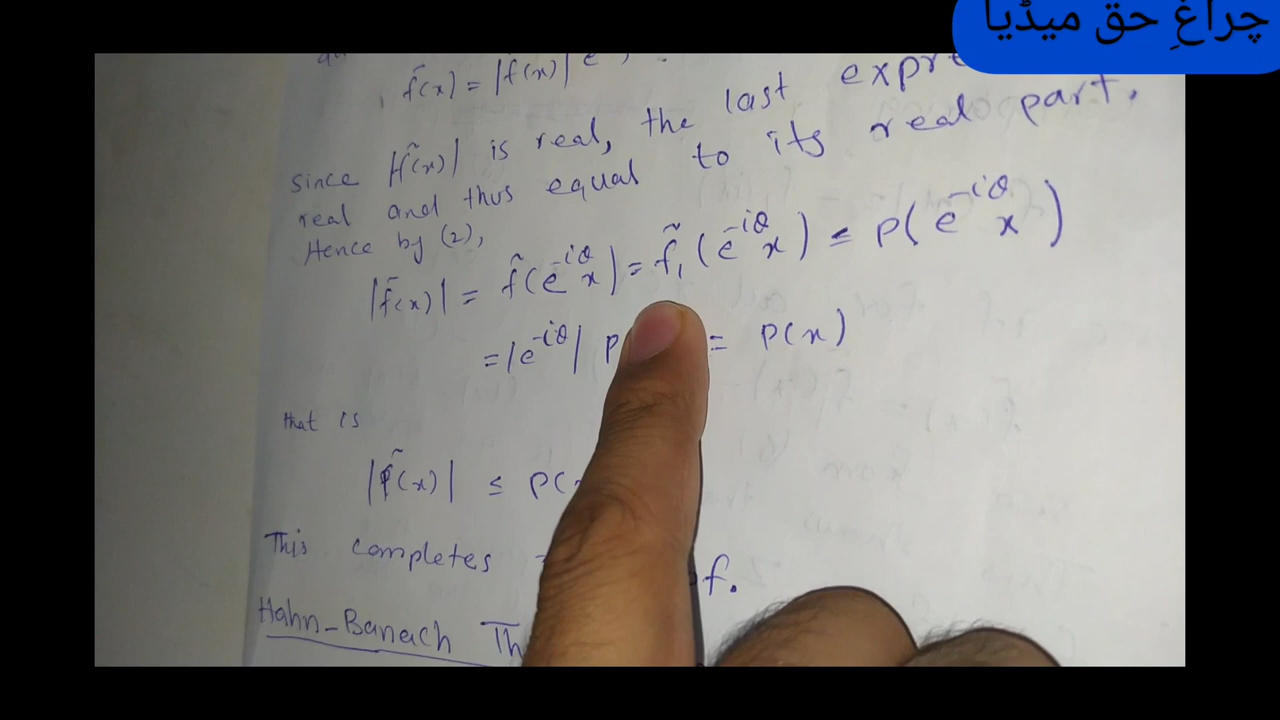 چراغِ حق میڈیا
f̃(x) = |f(x)| e
since |f̃(x)| is real, the last
real and thus equal to its real part.
Hence by (2),
|f̃(x)| = f̃(e^{-iθ}x) = f̃₁(e^{-iθ}x) ≤ P(e^{-iθ}x)
= |e^{-iθ}| P = P(x)
that is
|f̃(x)| ≤ P(
This completes f.
Hahn-Banach Th